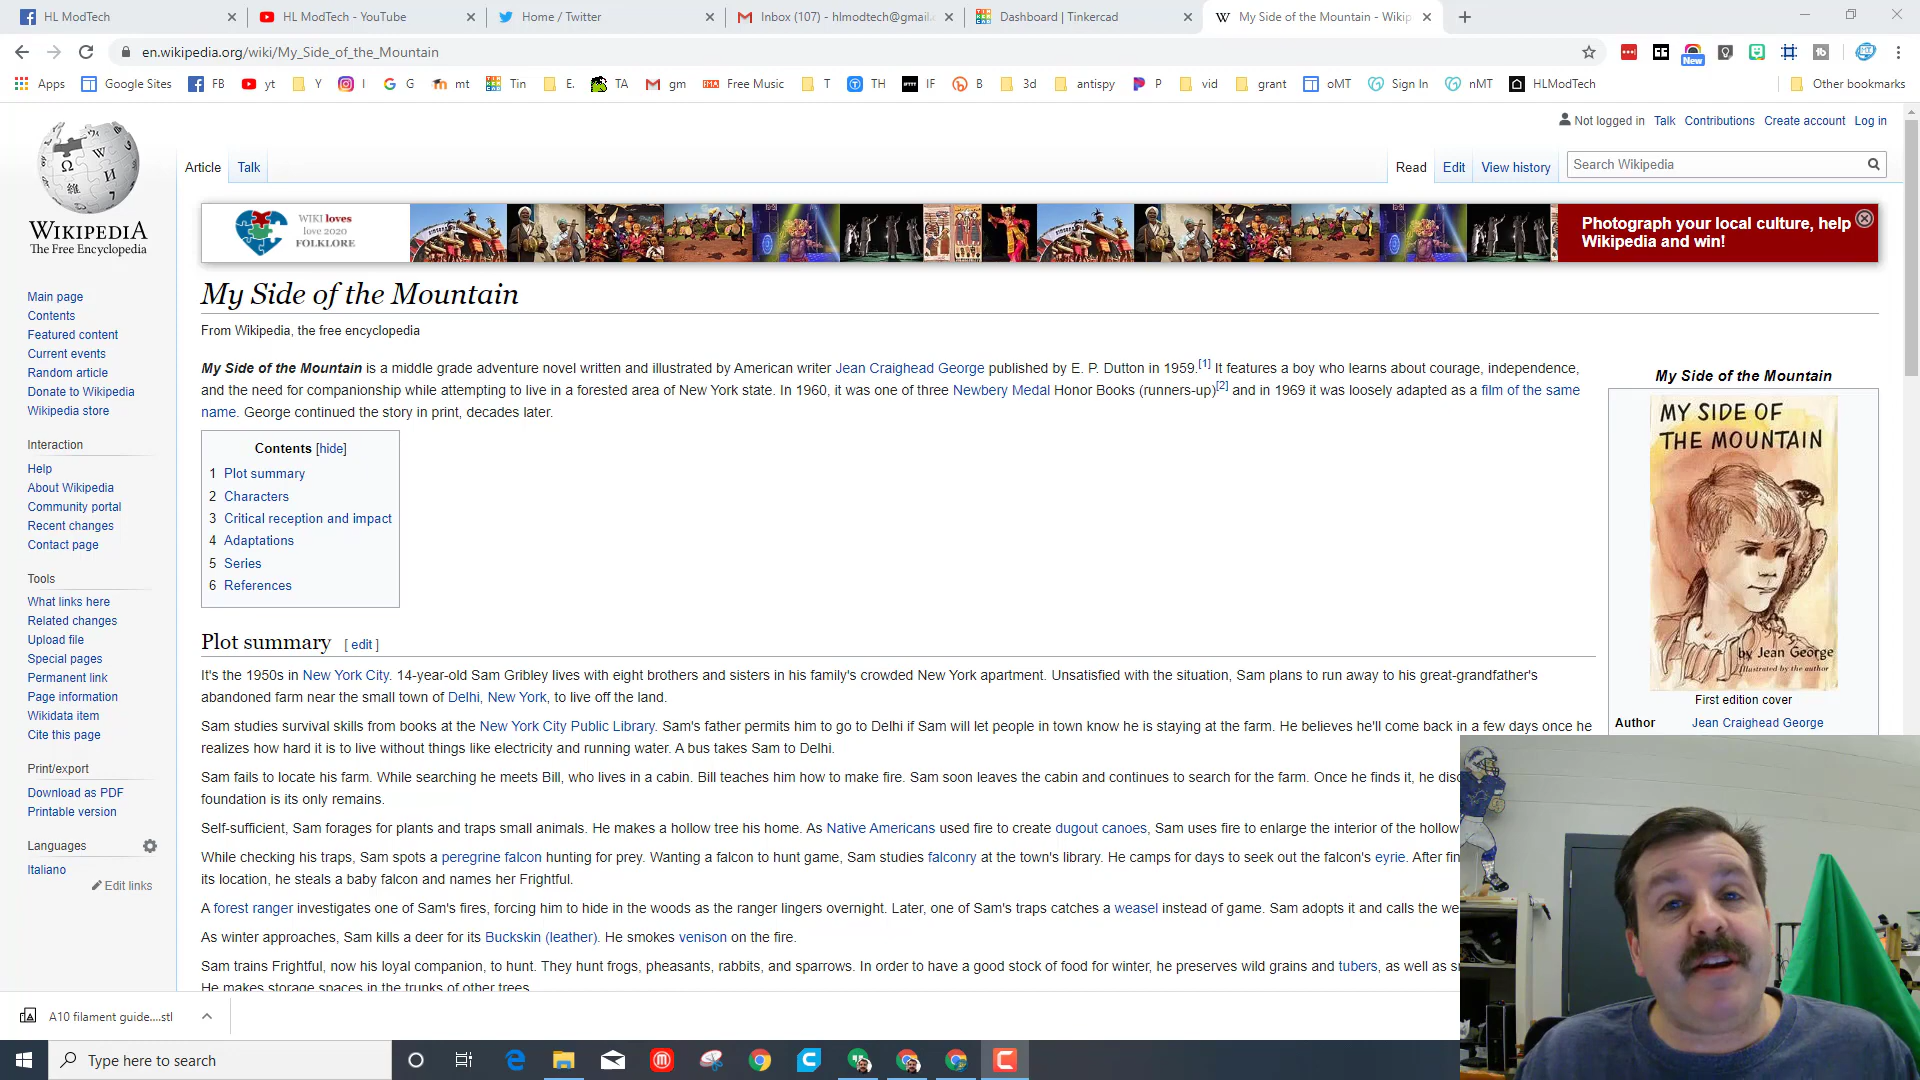 HL ModTech
HL ModTech - YouTube
Home / Twitter
Inbox (107) - hlmodtech@gmail.c
Dashboard | Tinkercad
My Side of the Mountain - Wikip
en.wikipedia.org/wiki/My_Side_of_the_Mountain
New
Apps Google Sites FB yt Y I G mt Tin E. TA gm Free Music T TH IF B 3d antispy P vid grant oMT Sign In nMT HLModTech Other bookmarks
Not logged in Talk Contributions Create account Log in
Article Talk Read Edit View history Search Wikipedia
WIKIPEDIA
The Free Encyclopedia
WIKI loves
love 2020
FOLKLORE
Photograph your local culture, help
Wikipedia and win!
Main page
Contents
Featured content
Current events
Random article
Donate to Wikipedia
Wikipedia store
Interaction
Help
About Wikipedia
Community portal
Recent changes
Contact page
Tools
What links here
Related changes
Upload file
Special pages
Permanent link
Page information
Wikidata item
Cite this page
Print/export
Download as PDF
Printable version
Languages
Italiano
Edit links
My Side of the Mountain
From Wikipedia, the free encyclopedia
My Side of the Mountain is a middle grade adventure novel written and illustrated by American writer Jean Craighead George published by E. P. Dutton in 1959.[1] It features a boy who learns about courage, independence,
and the need for companionship while attempting to live in a forested area of New York state. In 1960, it was one of three Newbery Medal Honor Books (runners-up)[2] and in 1969 it was loosely adapted as a film of the same
name. George continued the story in print, decades later.
Contents [hide]
1 Plot summary
2 Characters
3 Critical reception and impact
4 Adaptations
5 Series
6 References
My Side of the Mountain
MY SIDE OF
THE MOUNTAIN
by Jean George
Illustrated by the author
First edition cover
Author Jean Craighead George
Plot summary [ edit ]
It's the 1950s in New York City. 14-year-old Sam Gribley lives with eight brothers and sisters in his family's crowded New York apartment. Unsatisfied with the situation, Sam plans to run away to his great-grandfather's
abandoned farm near the small town of Delhi, New York, to live off the land.
Sam studies survival skills from books at the New York City Public Library. Sam's father permits him to go to Delhi if Sam will let people in town know he is staying at the farm. He believes he'll come back in a few days once he
realizes how hard it is to live without things like electricity and running water. A bus takes Sam to Delhi.
Sam fails to locate his farm. While searching he meets Bill, who lives in a cabin. Bill teaches him how to make fire. Sam soon leaves the cabin and continues to search for the farm. Once he finds it, he disc
foundation is its only remains.
Self-sufficient, Sam forages for plants and traps small animals. He makes a hollow tree his home. As Native Americans used fire to create dugout canoes, Sam uses fire to enlarge the interior of the hollow
While checking his traps, Sam spots a peregrine falcon hunting for prey. Wanting a falcon to hunt game, Sam studies falconry at the town's library. He camps for days to seek out the falcon's eyrie. After fin
its location, he steals a baby falcon and names her Frightful.
A forest ranger investigates one of Sam's fires, forcing him to hide in the woods as the ranger lingers overnight. Later, one of Sam's traps catches a weasel instead of game. Sam adopts it and calls the we
As winter approaches, Sam kills a deer for its Buckskin (leather). He smokes venison on the fire.
Sam trains Frightful, now his loyal companion, to hunt. They hunt frogs, pheasants, rabbits, and sparrows. In order to have a good stock of food for winter, he preserves wild grains and tubers, as well as s
He makes storage spaces in the trunks of other trees.
A10 filament guide....stl
Type here to search